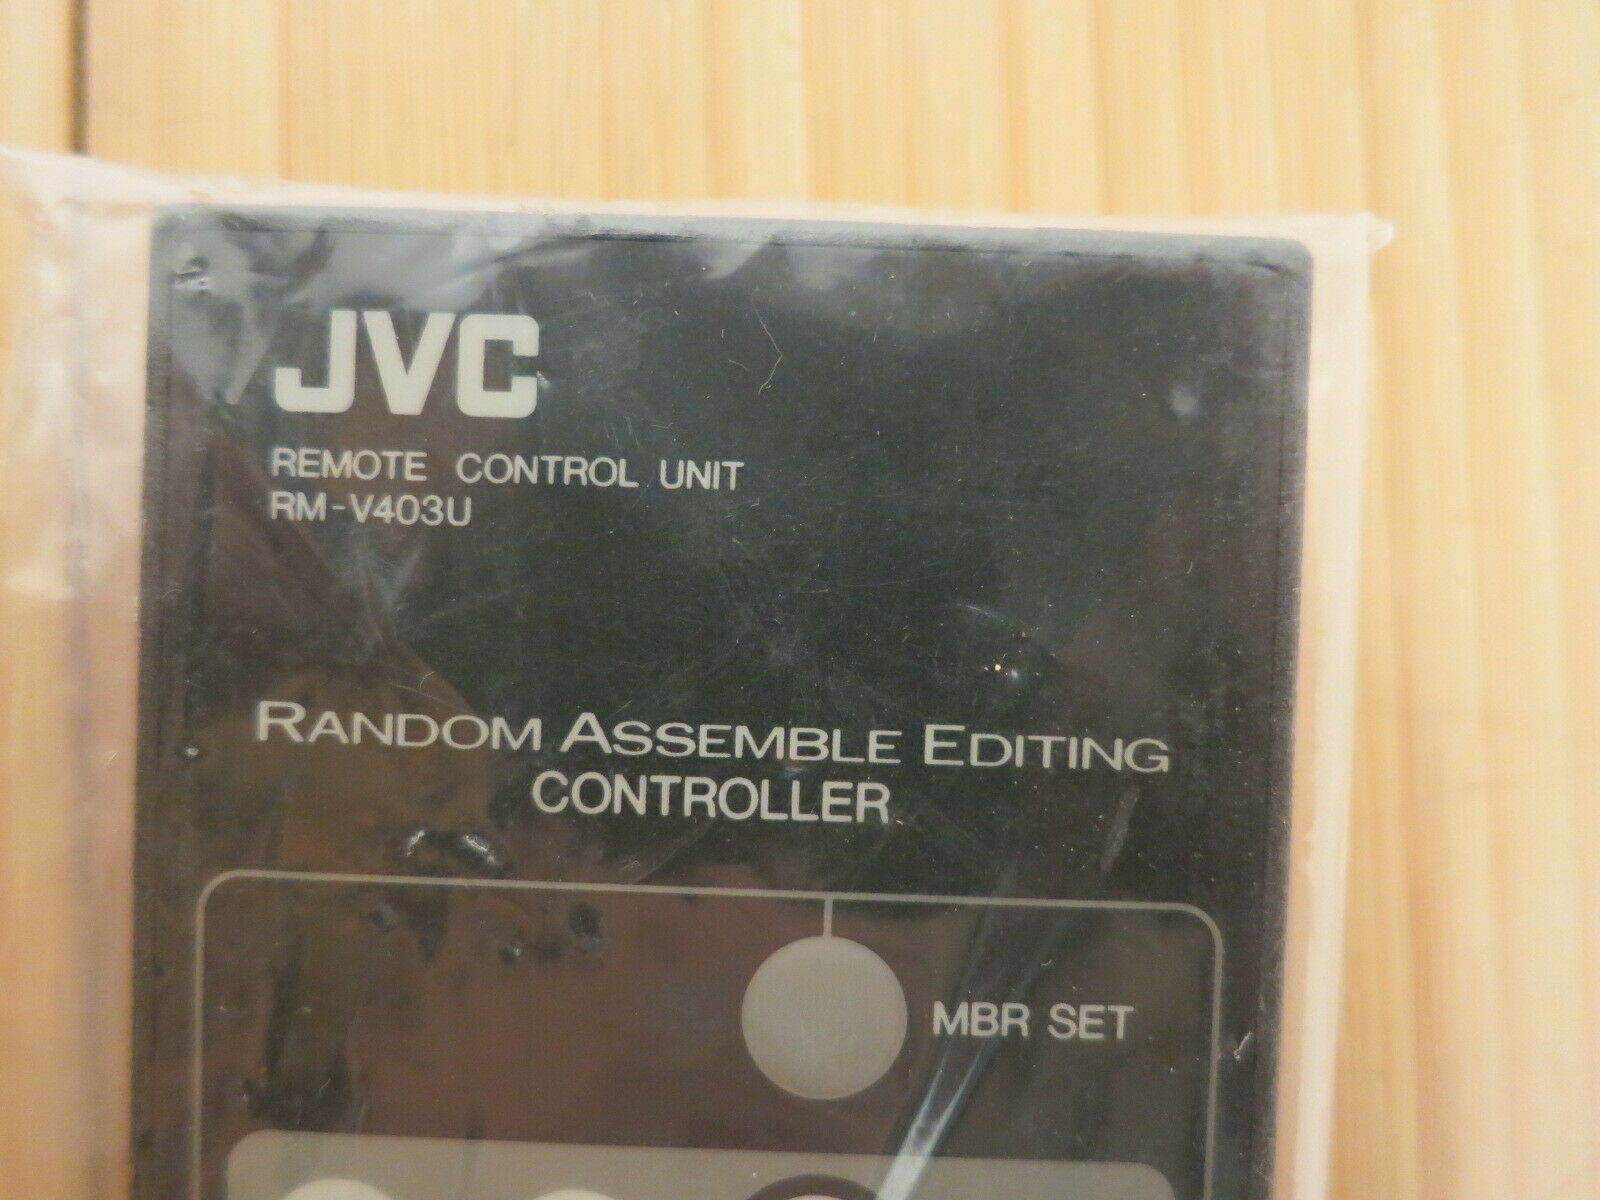 JVC
REMOTE CONTROL UNIT
RM-V403U
RANDOM ASSEMBLE EDITING
CONTROLLER
MBR SET